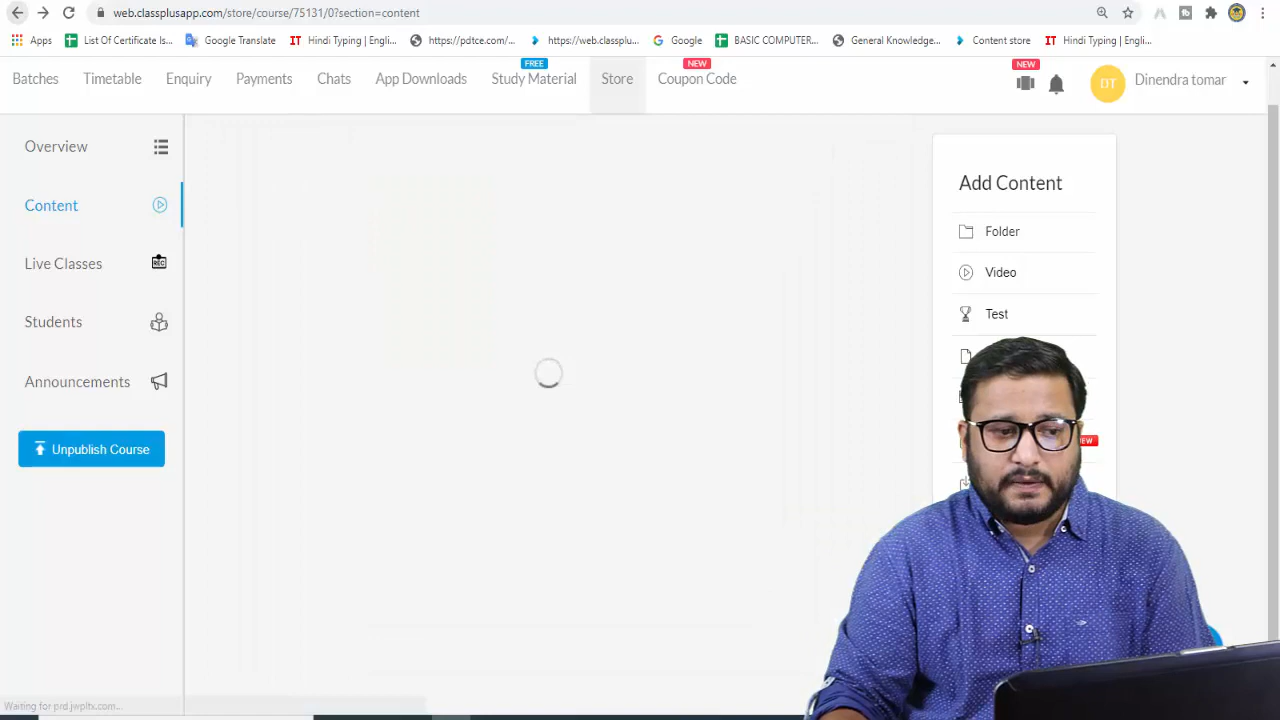 web.classplusapp.com/store/course/75131/0?section=content
Apps List Of Certificate Is... Google Translate Hindi Typing | Engli... https://pdtce.com/... https://web.classplu... Google BASIC COMPUTER... General Knowledge... Content store Hindi Typing | Engli...
FREE NEW NEW
Batches Timetable Enquiry Payments Chats App Downloads Study Material Store Coupon Code DT Dinendra tomar
Overview
Content
Live Classes
REC
Students
Announcements
Unpublish Course
Add Content
Folder
Video
Test
Waiting for prd.jwpltx.com...